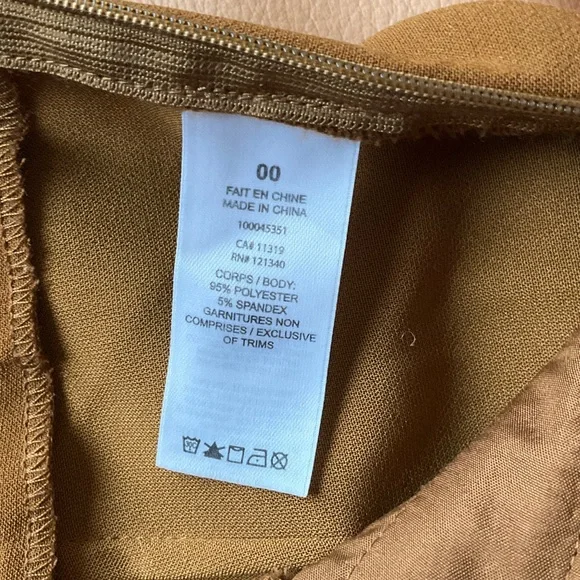 00
FAIT EN CHINE
MADE IN CHINA
100045351
CA# 11319
RN# 121340
CORPS / BODY:
95% POLYESTER
5% SPANDEX
GARNITURES NON
COMPRISES / EXCLUSIVE
OF TRIMS